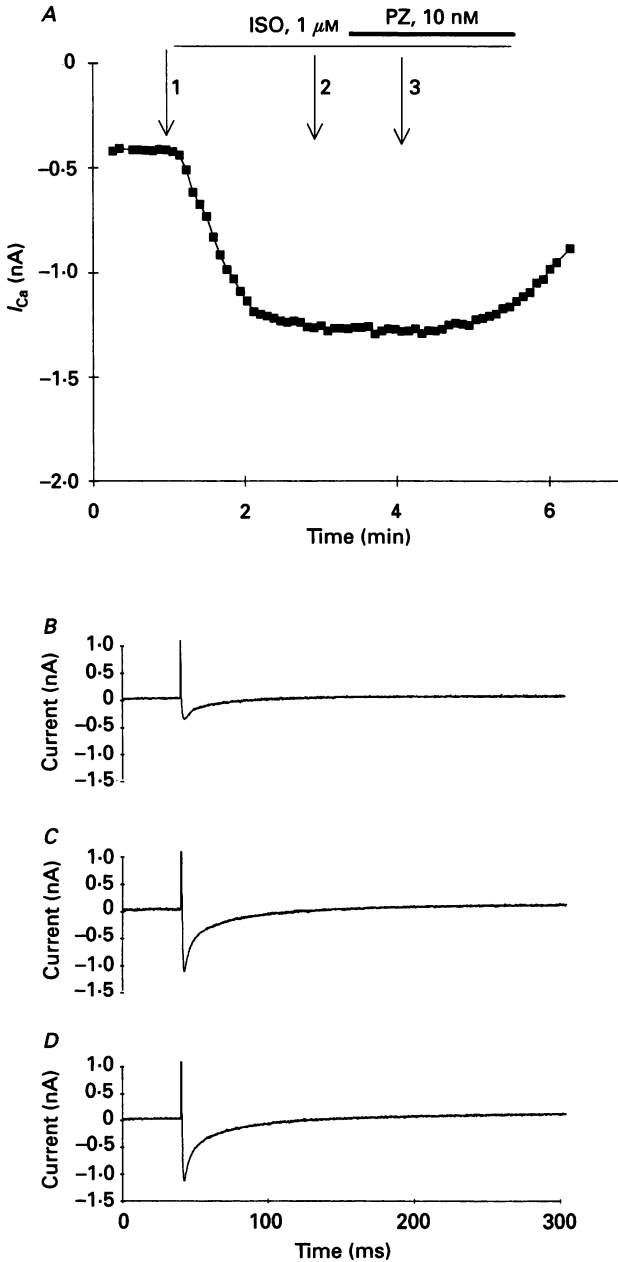 A
ISO, 1 μM
PZ, 10 nM
0
1
2
3
−0·5
−1·0
−1·5
−2·0
I_Ca (nA)
0 2 4 6
Time (min)
B
1·0
0·5
0
−0·5
−1·0
−1·5
Current (nA)
C
1·0
0·5
0
−0·5
−1·0
−1·5
Current (nA)
D
1·0
0·5
0
−0·5
−1·0
−1·5
Current (nA)
0 100 200 300
Time (ms)